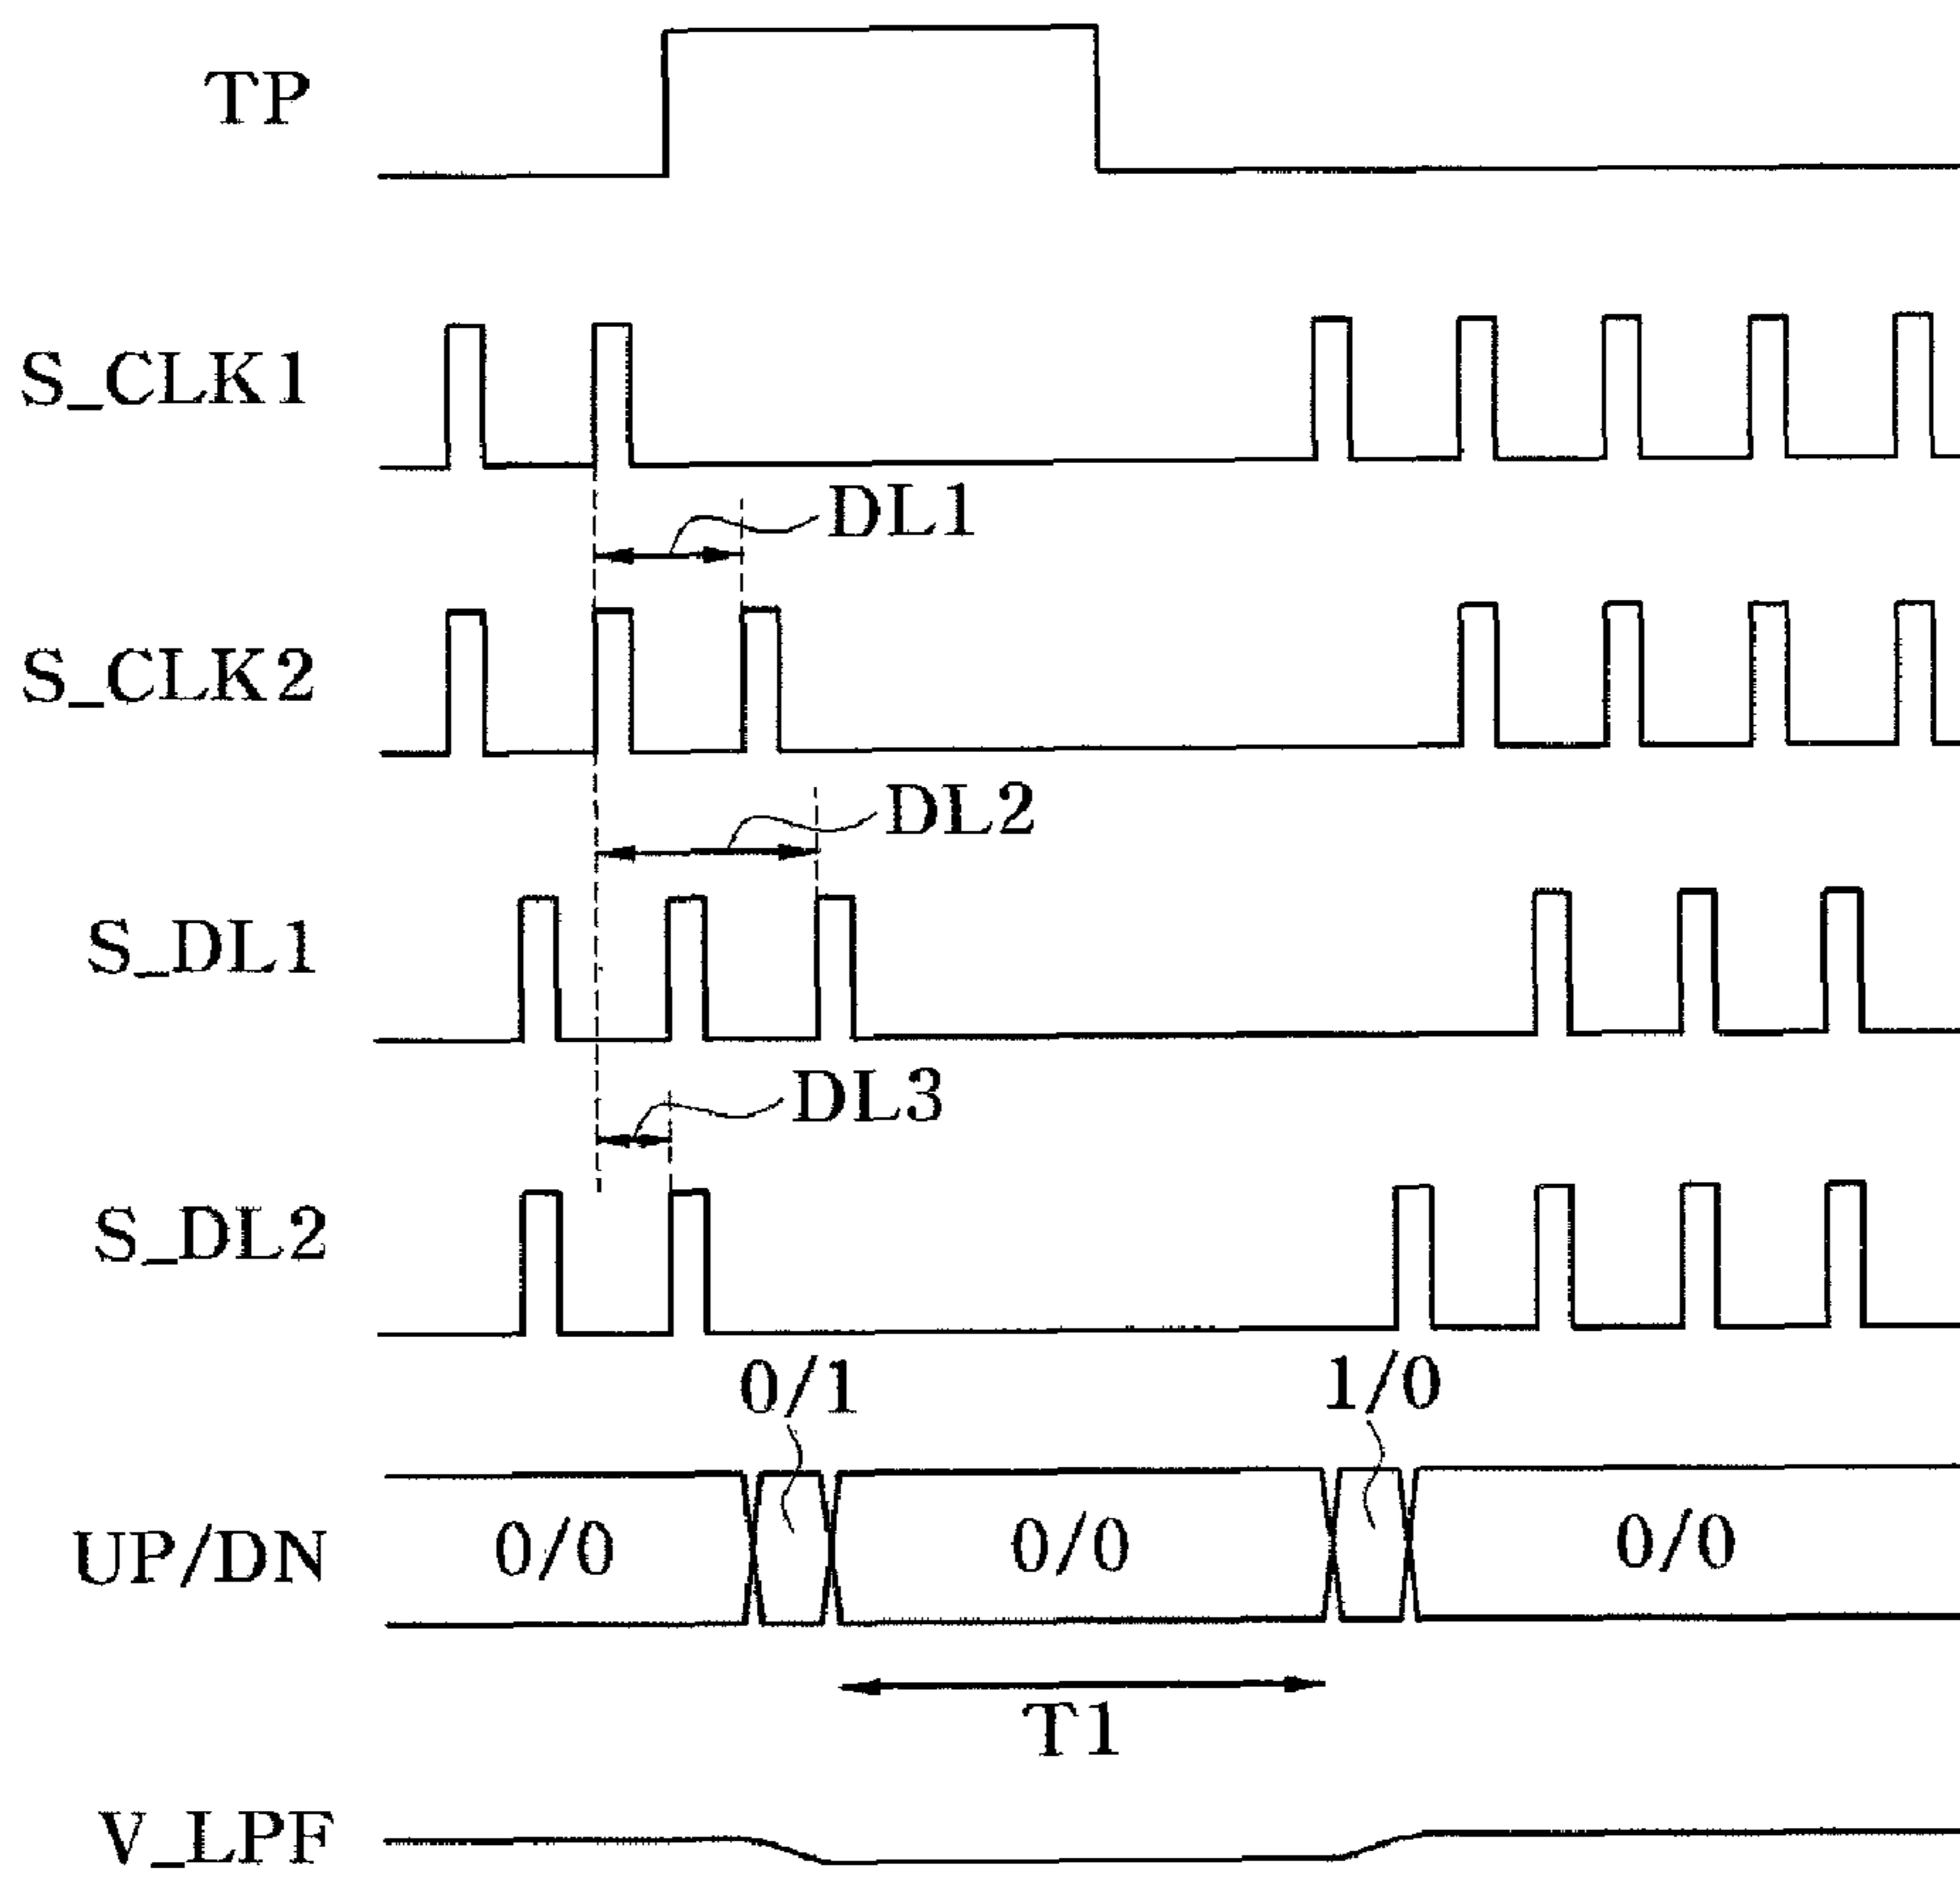 TP
S_CLK1
DL1
S_CLK2
DL2
S_DL1
DL3
S_DL2
0/1 1/0
UP/DN 0/0 0/0 0/0
T1
V_LPF